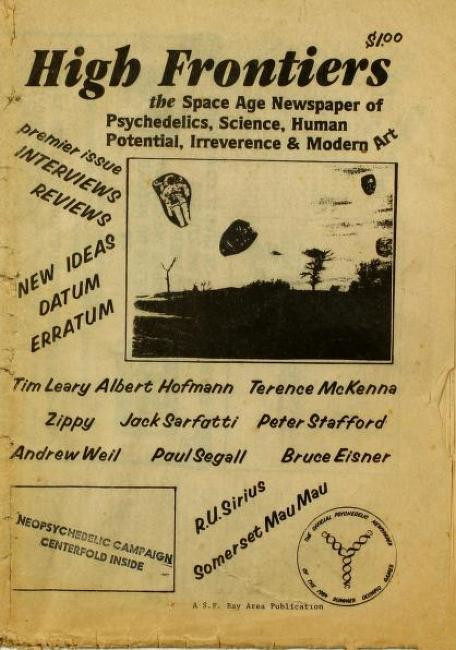 $1.00
High Frontiers
the Space Age Newspaper of
Psychedelics, Science, Human
Potential, Irreverence & Modern Art
premier issue
INTERVIEWS
REVIEWS
NEW IDEAS
DATUM
ERRATUM
Tim Leary Albert Hofmann Terence McKenna
Zippy Jack Sarfatti Peter Stafford
Andrew Weil Paul Segall Bruce Eisner
R.U. Sirius
Somerset Mau Mau
NEOPSYCHEDELIC CAMPAIGN
CENTERFOLD INSIDE
THE OFFICIAL PSYCHEDELIC NEWSPAPER
OF THE 1984 SUMMER OLYMPIC GAMES
A S.F. Bay Area Publication